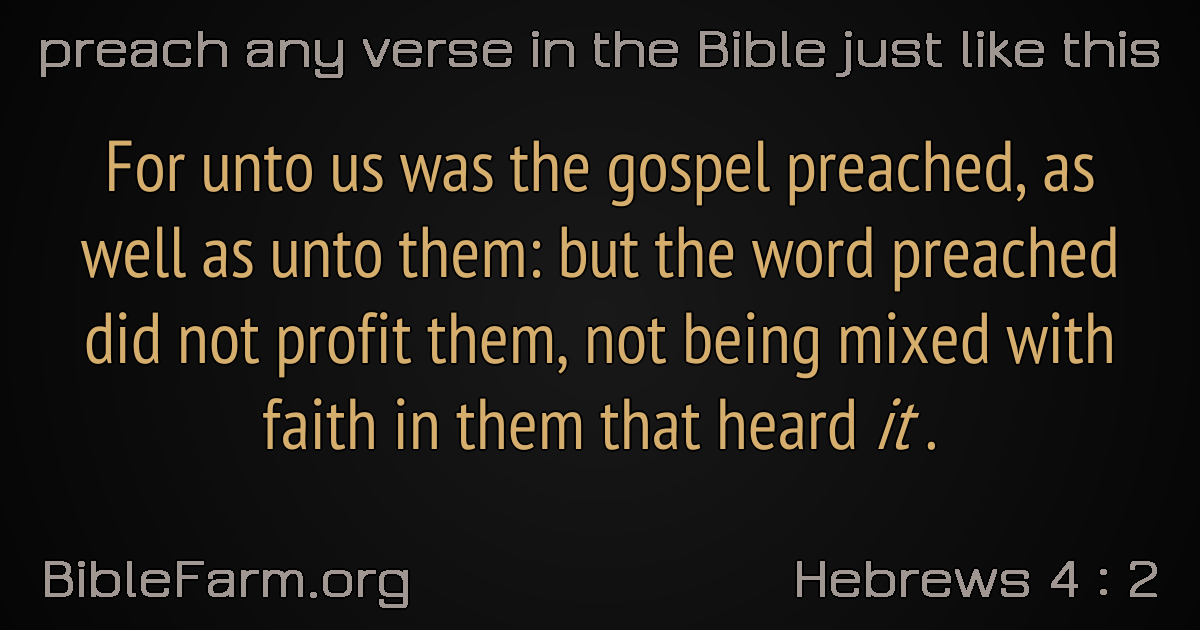 preach any verse in the Bible just like this
For unto us was the gospel preached, as
well as unto them: but the word preached
did not profit them, not being mixed with
faith in them that heard it .
BibleFarm.org
Hebrews 4 : 2